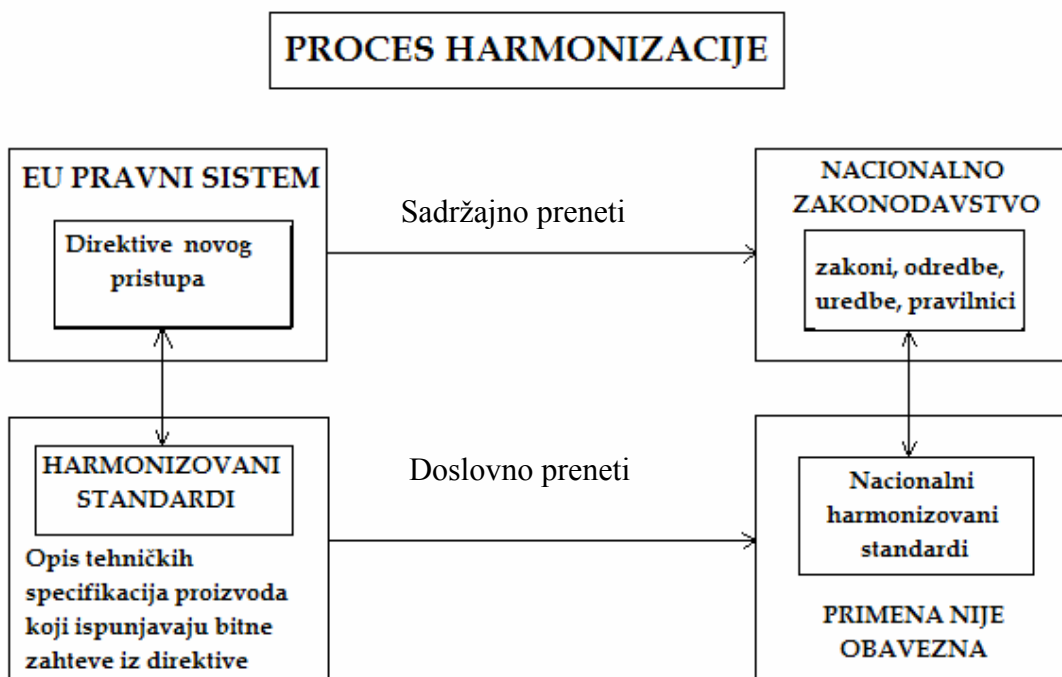 PROCES HARMONIZACIJE
EU PRAVNI SISTEM
Direktive novog
pristupa
Sadržajno preneti
NACIONALNO
ZAKONODAVSTVO
zakoni, odredbe,
uredbe, pravilnici
HARMONIZOVANI
STANDARDI
Opis tehničkih
specifikacija proizvoda
koji ispunjavaju bitne
zahteve iz direktive
Doslovno preneti
Nacionalni
harmonizovani
standardi
PRIMENA NIJE
OBAVEZNA